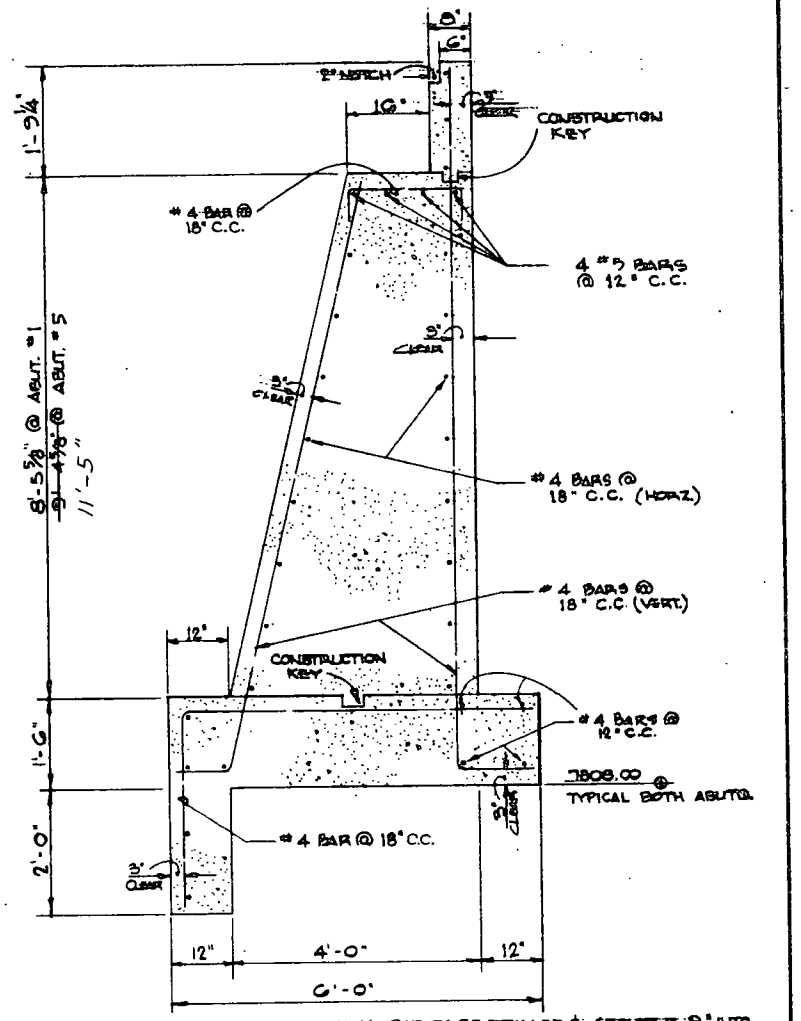 8"
6"
2" NOTCH
16"
3"
CLEAR
CONSTRUCTION
KEY
1'-9¼"
# 4 BAR @
18" C.C.
4 #5 BARS
@ 12" C.C.
3"
CLEAR
3"
CLEAR
8'-5⅝" @ ABUT. #1
9'-4⅝" @ ABUT. #5
11'-5"
# 4 BARS @
18" C.C. (HORZ.)
# 4 BARS @
18" C.C. (VERT.)
12"
CONSTRUCTION
KEY
# 4 BARS @
12" C.C.
1'-6"
7808.00
TYPICAL BOTH ABUTS.
3"
CLEAR
# 4 BAR @ 18" C.C.
2'-0"
3"
CLEAR
12"
4'-0"
12"
6'-0"